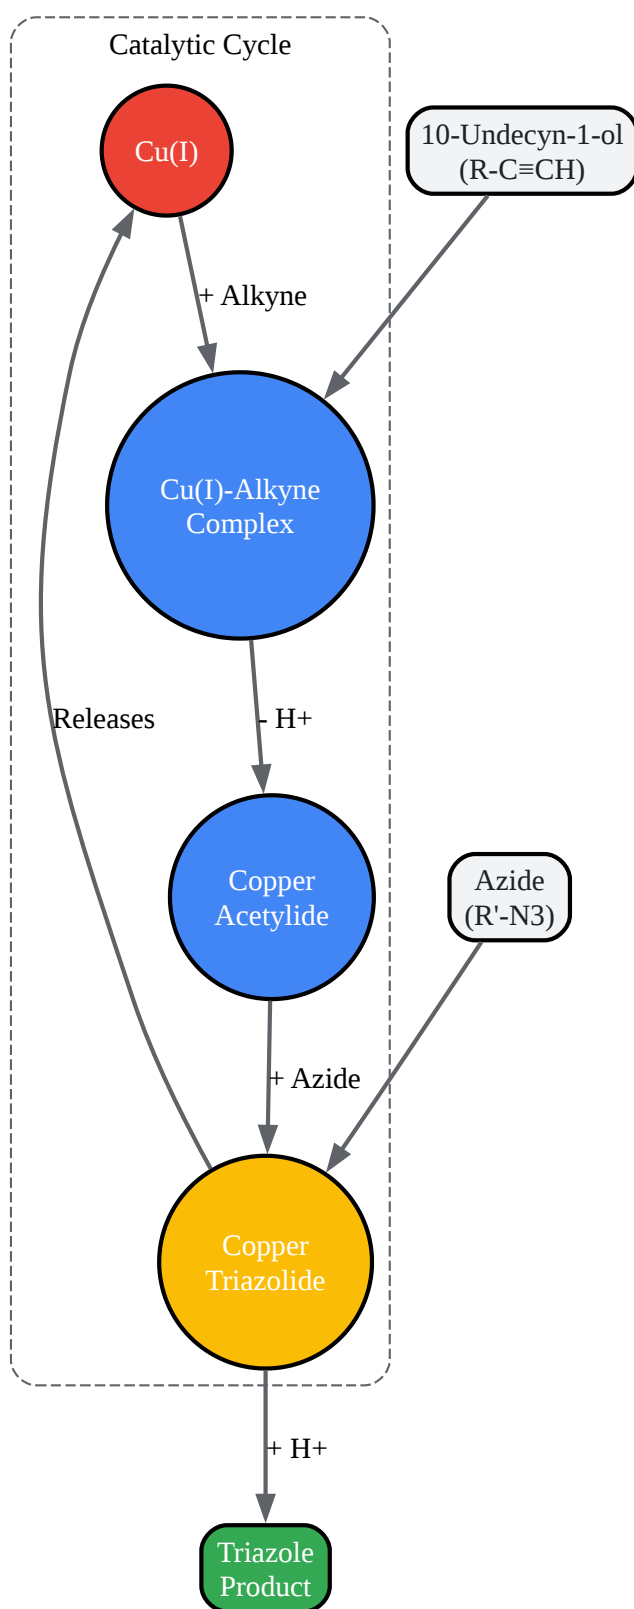 Catalytic Cycle
Cu(I)
10-Undecyn-1-ol
(R-C≡CH)
+ Alkyne
Cu(I)-Alkyne
Complex
Releases
- H+
Copper
Acetylide
Azide
(R'-N3)
+ Azide
Copper
Triazolide
+ H+
Triazole
Product